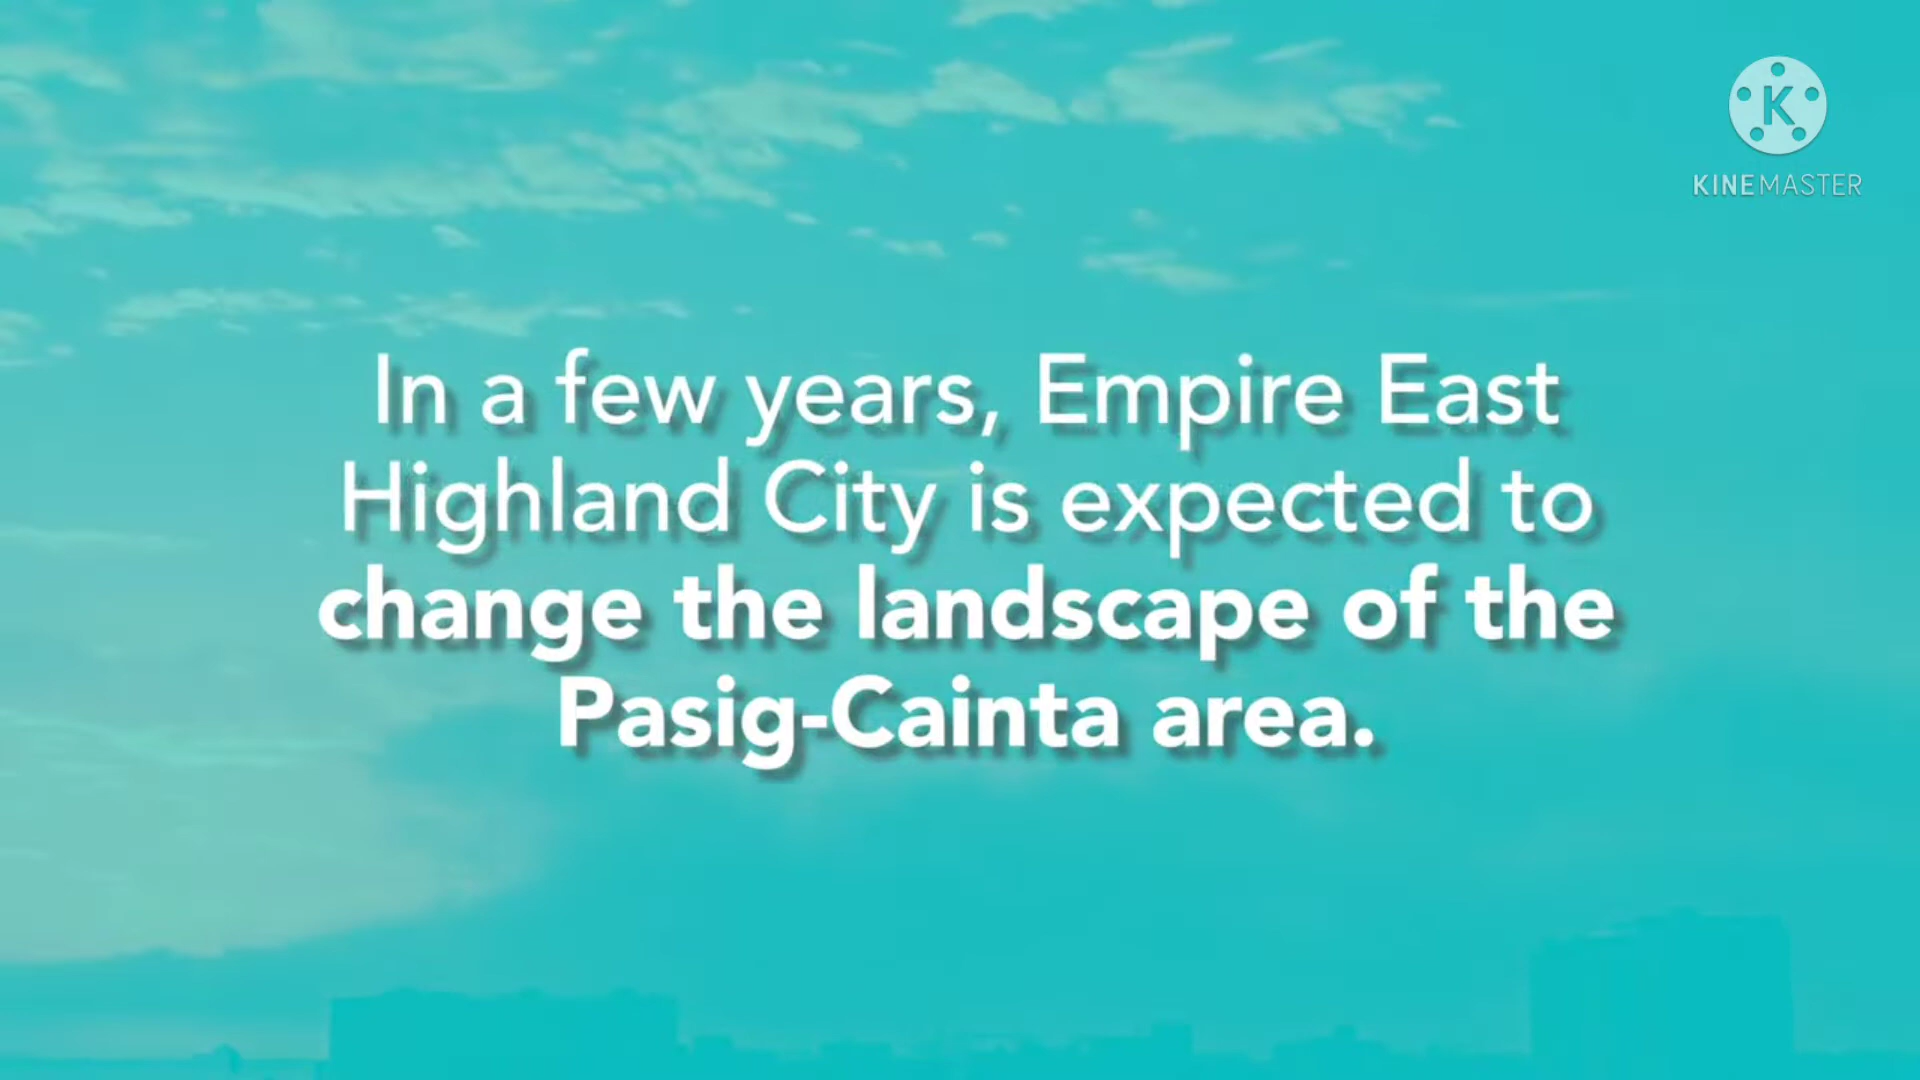 K
KINEMASTER
In a few years, Empire East
Highland City is expected to
change the landscape of the
Pasig-Cainta area.